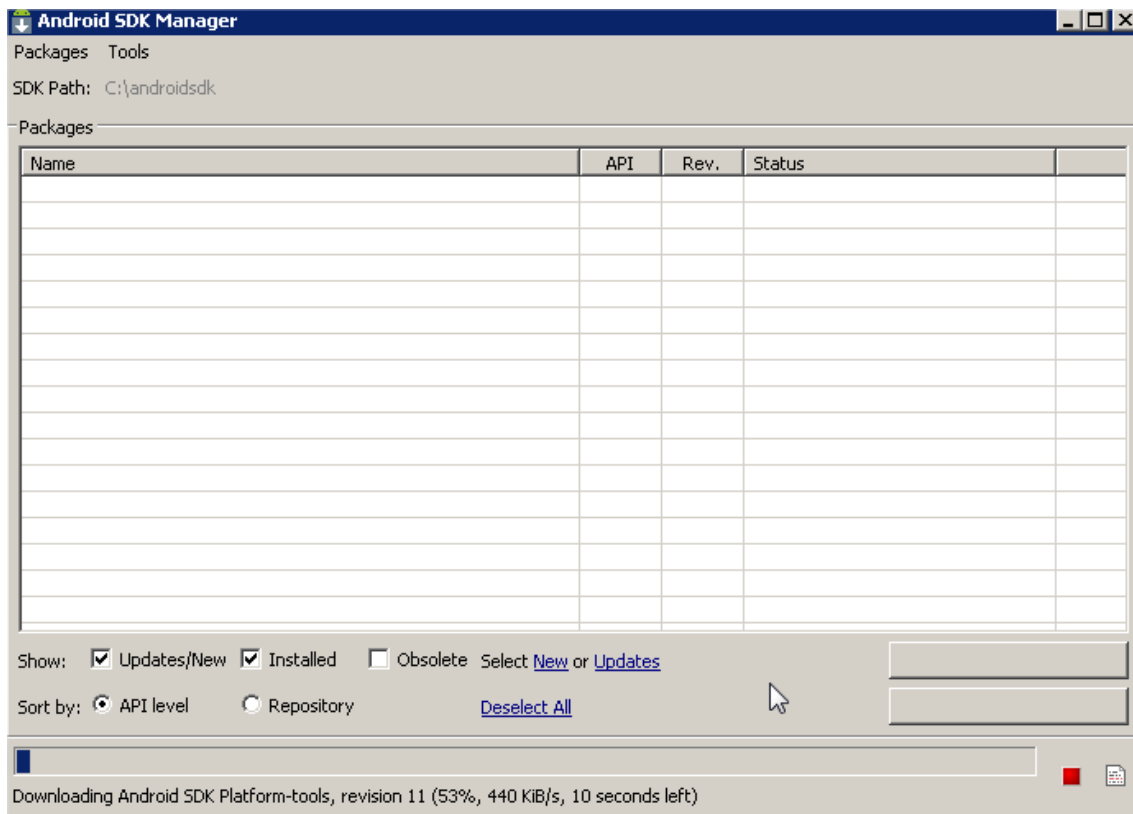 Android SDK Manager
Packages Tools
SDK Path: C:\androidsdk
Packages
Name API Rev. Status
Show: Updates/New Installed Obsolete Select New or Updates
Sort by: API level Repository Deselect All
Downloading Android SDK Platform-tools, revision 11 (53%, 440 KiB/s, 10 seconds left)